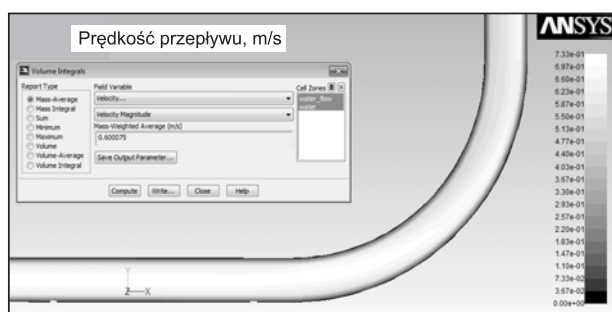 Prędkość przepływu, m/s
ANSYS
Volume Integrals
Report Type
Mass-Average
Mass Integral
Sum
Minimum
Maximum
Volume
Volume-Average
Volume Integral
Field Variable
Velocity...
Velocity Magnitude
Mass-Weighted Average (m/s)
0.600075
Save Output Parameter...
Cell Zones
water_flow
water
Compute
Write...
Close
Help
7.33e-01
6.97e-01
6.60e-01
6.23e-01
5.87e-01
5.50e-01
5.13e-01
4.77e-01
4.40e-01
4.03e-01
3.67e-01
3.30e-01
2.93e-01
2.57e-01
2.20e-01
1.83e-01
1.47e-01
1.10e-01
7.33e-02
3.67e-02
0.00e+00
Y
Z X